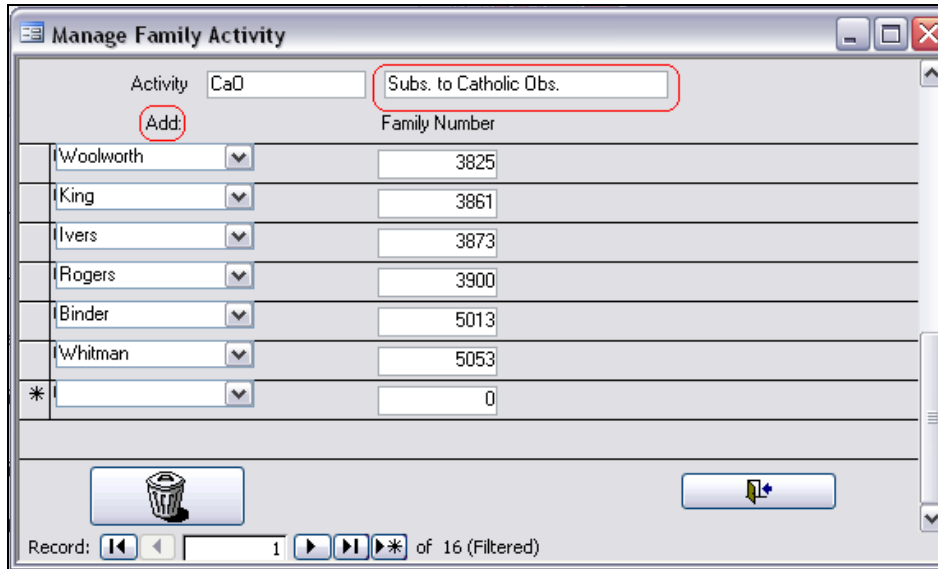 Manage Family Activity
Activity CaO Subs. to Catholic Obs.
Add: Family Number
Woolworth 3825
King 3861
Ivers 3873
Rogers 3900
Binder 5013
Whitman 5053
* 0
Record: 1 of 16 (Filtered)